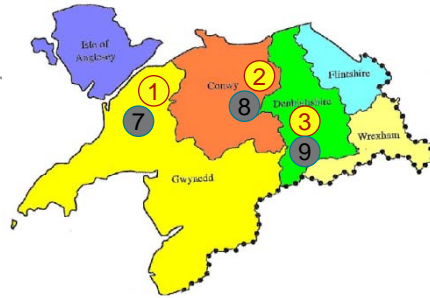 Isle of
Anglesey
Flintshire
1
2
Conwy
8
Denbighshire
7
3
Wrexham
9
Gwynedd